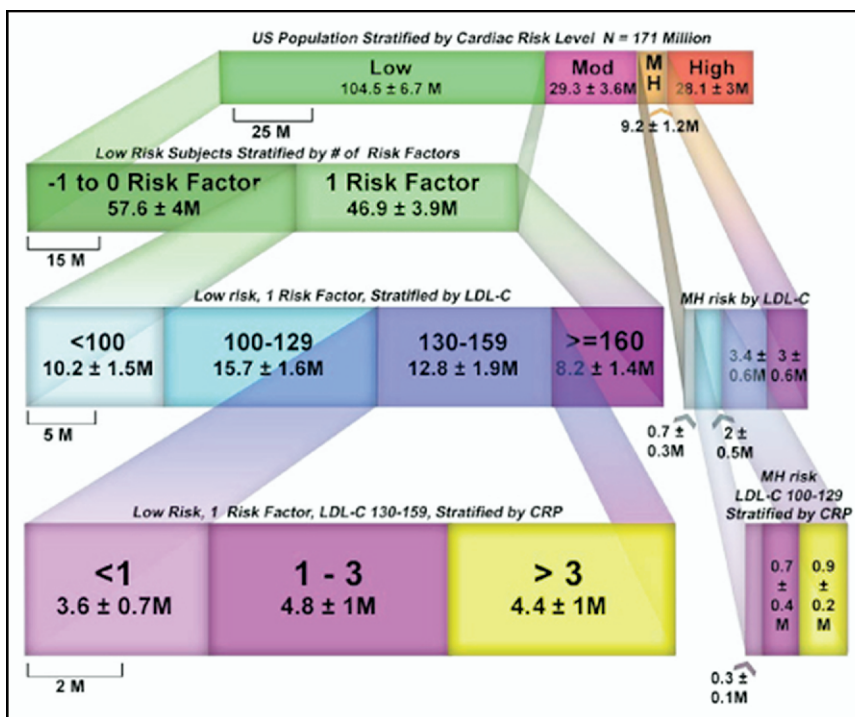 US Population Stratified by Cardiac Risk Level N = 171 Million
Low
104.5 ± 6.7 M
Mod
29.3 ± 3.6M
M
H
High
28.1 ± 3M
25 M
9.2 ± 1.2M
Low Risk Subjects Stratified by # of Risk Factors
-1 to 0 Risk Factor
57.6 ± 4M
1 Risk Factor
46.9 ± 3.9M
15 M
Low risk, 1 Risk Factor, Stratified by LDL-C
<100
10.2 ± 1.5M
100-129
15.7 ± 1.6M
130-159
12.8 ± 1.9M
>=160
8.2 ± 1.4M
5 M
MH risk by LDL-C
3.4 ±
0.6M
3 ±
0.6M
0.7 ±
0.3M
2 ±
0.5M
Low Risk, 1 Risk Factor, LDL-C 130-159, Stratified by CRP
<1
3.6 ± 0.7M
1 - 3
4.8 ± 1M
> 3
4.4 ± 1M
2 M
MH risk
LDL-C 100-129
Stratified by CRP
0.7
±
0.4
M
0.9
±
0.2
M
0.3 ±
0.1M